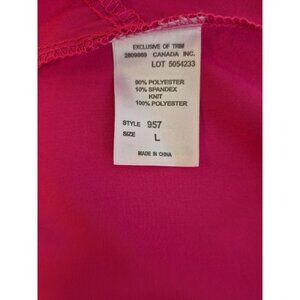 EXCLUSIVE OF TRIM
2809869 CANADA INC.
LOT 5054233
90% POLYESTER
10% SPANDEX
KNIT
100% POLYESTER
STYLE 957
SIZE L
MADE IN CHINA